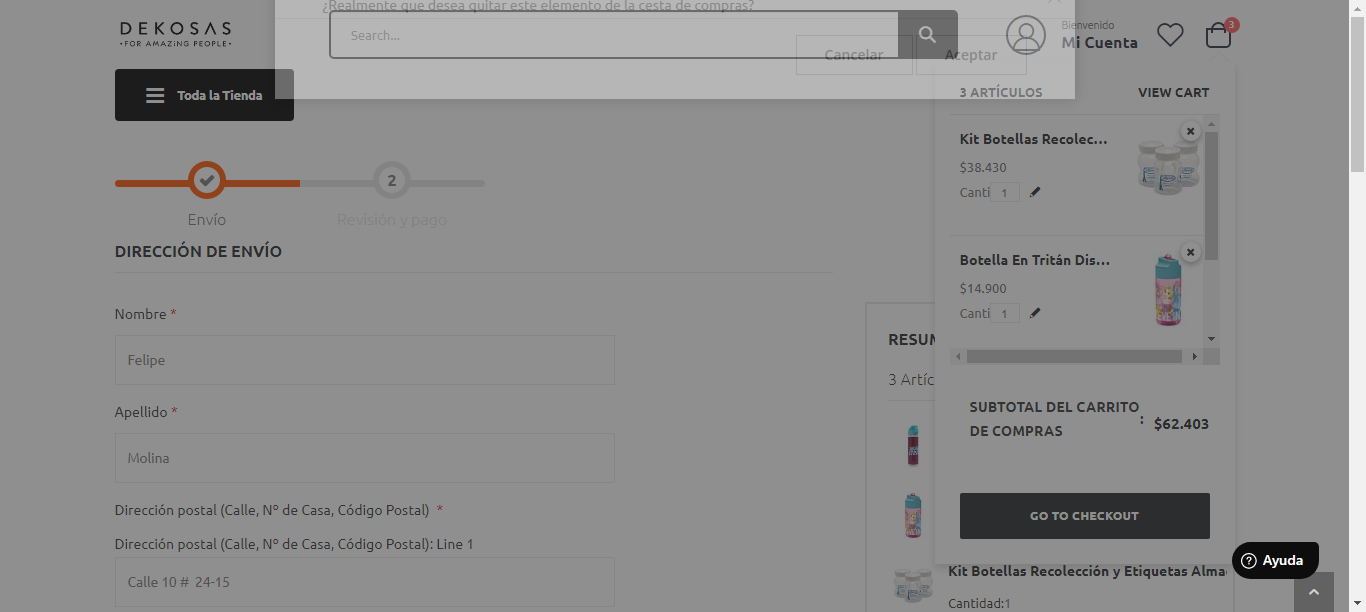 ¿Realmente que desea quitar este elemento de la cesta de compras?
DEKOSAS
•FOR AMAZING PEOPLE•
Search...
Cancelar
Aceptar
Bienvenido
Mi Cuenta
3
Toda la Tienda
3 ARTÍCULOS
VIEW CART
Kit Botellas Recolec...
$38.430
Canti
1
Botella En Tritán Dis...
$14.900
Canti
1
SUBTOTAL DEL CARRITO
DE COMPRAS
: $62.403
GO TO CHECKOUT
2
Envío
Revisión y pago
DIRECCIÓN DE ENVÍO
Nombre *
Felipe
Apellido *
Molina
Dirección postal (Calle, Nº de Casa, Código Postal) *
Dirección postal (Calle, Nº de Casa, Código Postal): Line 1
Calle 10 # 24-15
RESUM
3 Artíc
Kit Botellas Recolección y Etiquetas Alma
Cantidad:1
Ayuda